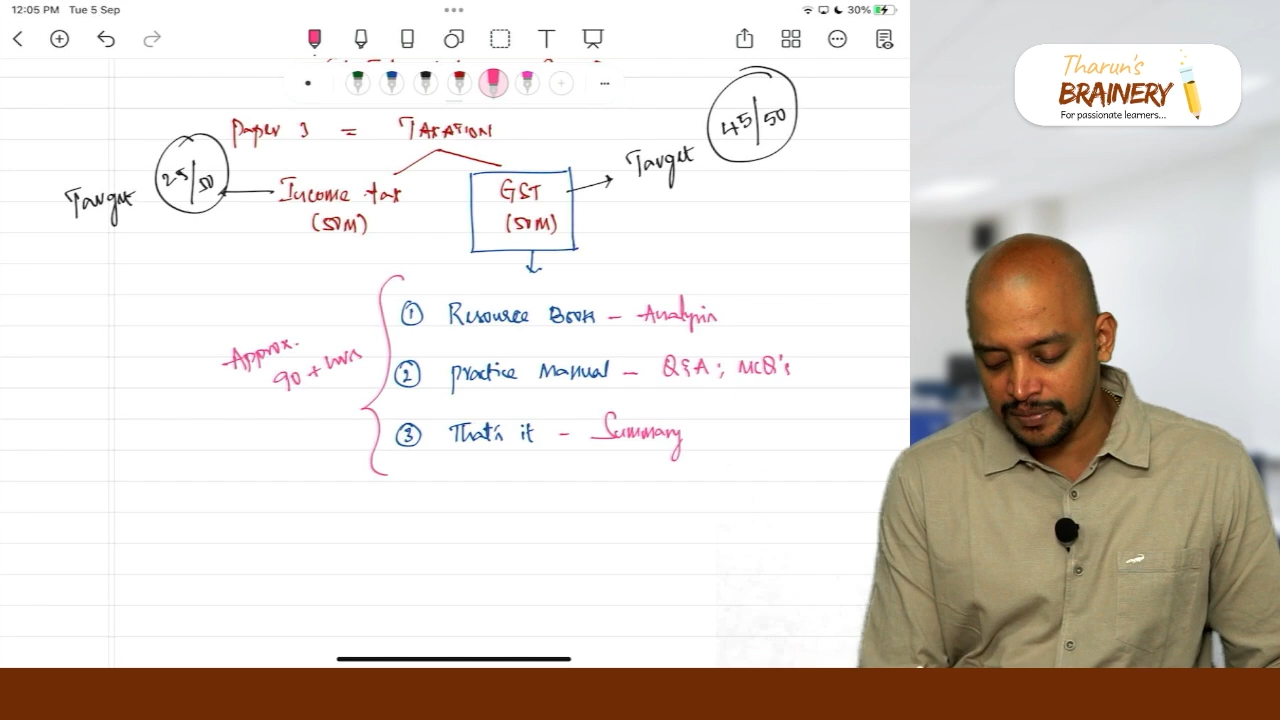 12:05 PM Tue 5 Sep
30%
Tharun's
BRAINERY
For passionate learners...
Paper 3 = TAXATION
45/50
Target
25/50
Target
Income tax
(50M)
GST
(50M)
Approx.
90+ hrs
① Resource Book - Analysis
② Practice Manual - Q&A; MCQ's
③ That's it - Summary